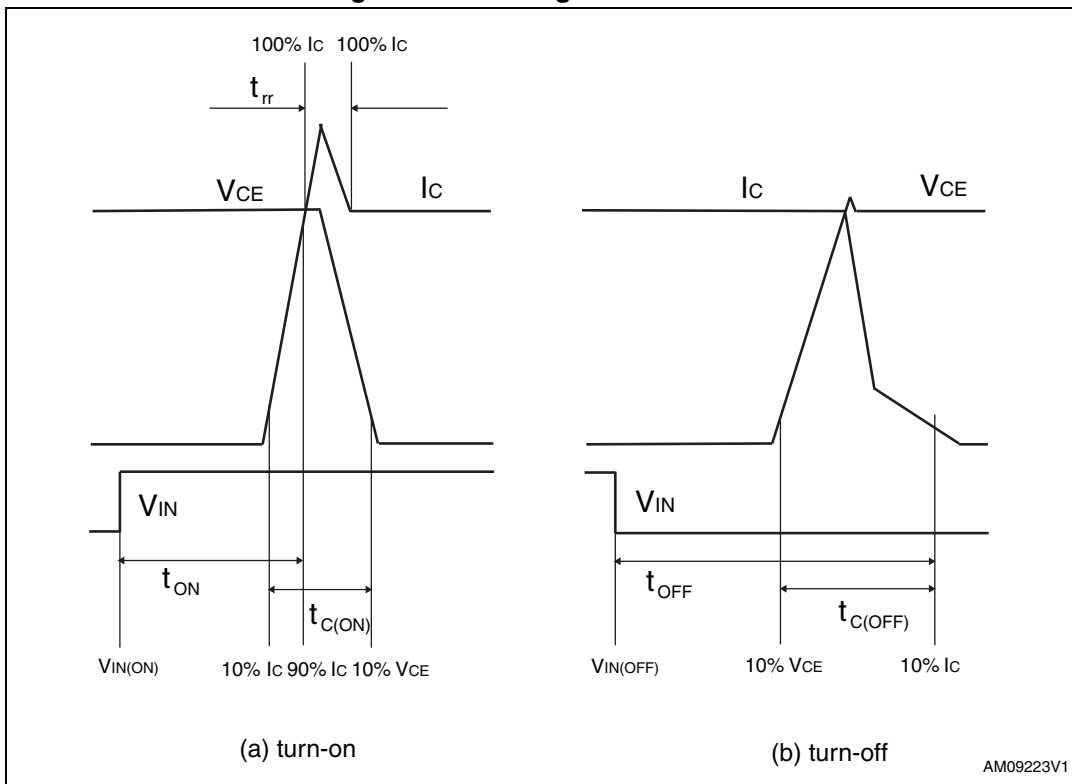 100% IC 100% IC
trr
VCE IC
IC VCE
VIN
VIN
tON
tOFF
tC(ON)
tC(OFF)
VIN(ON) 10% IC 90% IC 10% VCE
VIN(OFF) 10% VCE 10% IC
(a) turn-on
(b) turn-off
AM09223V1